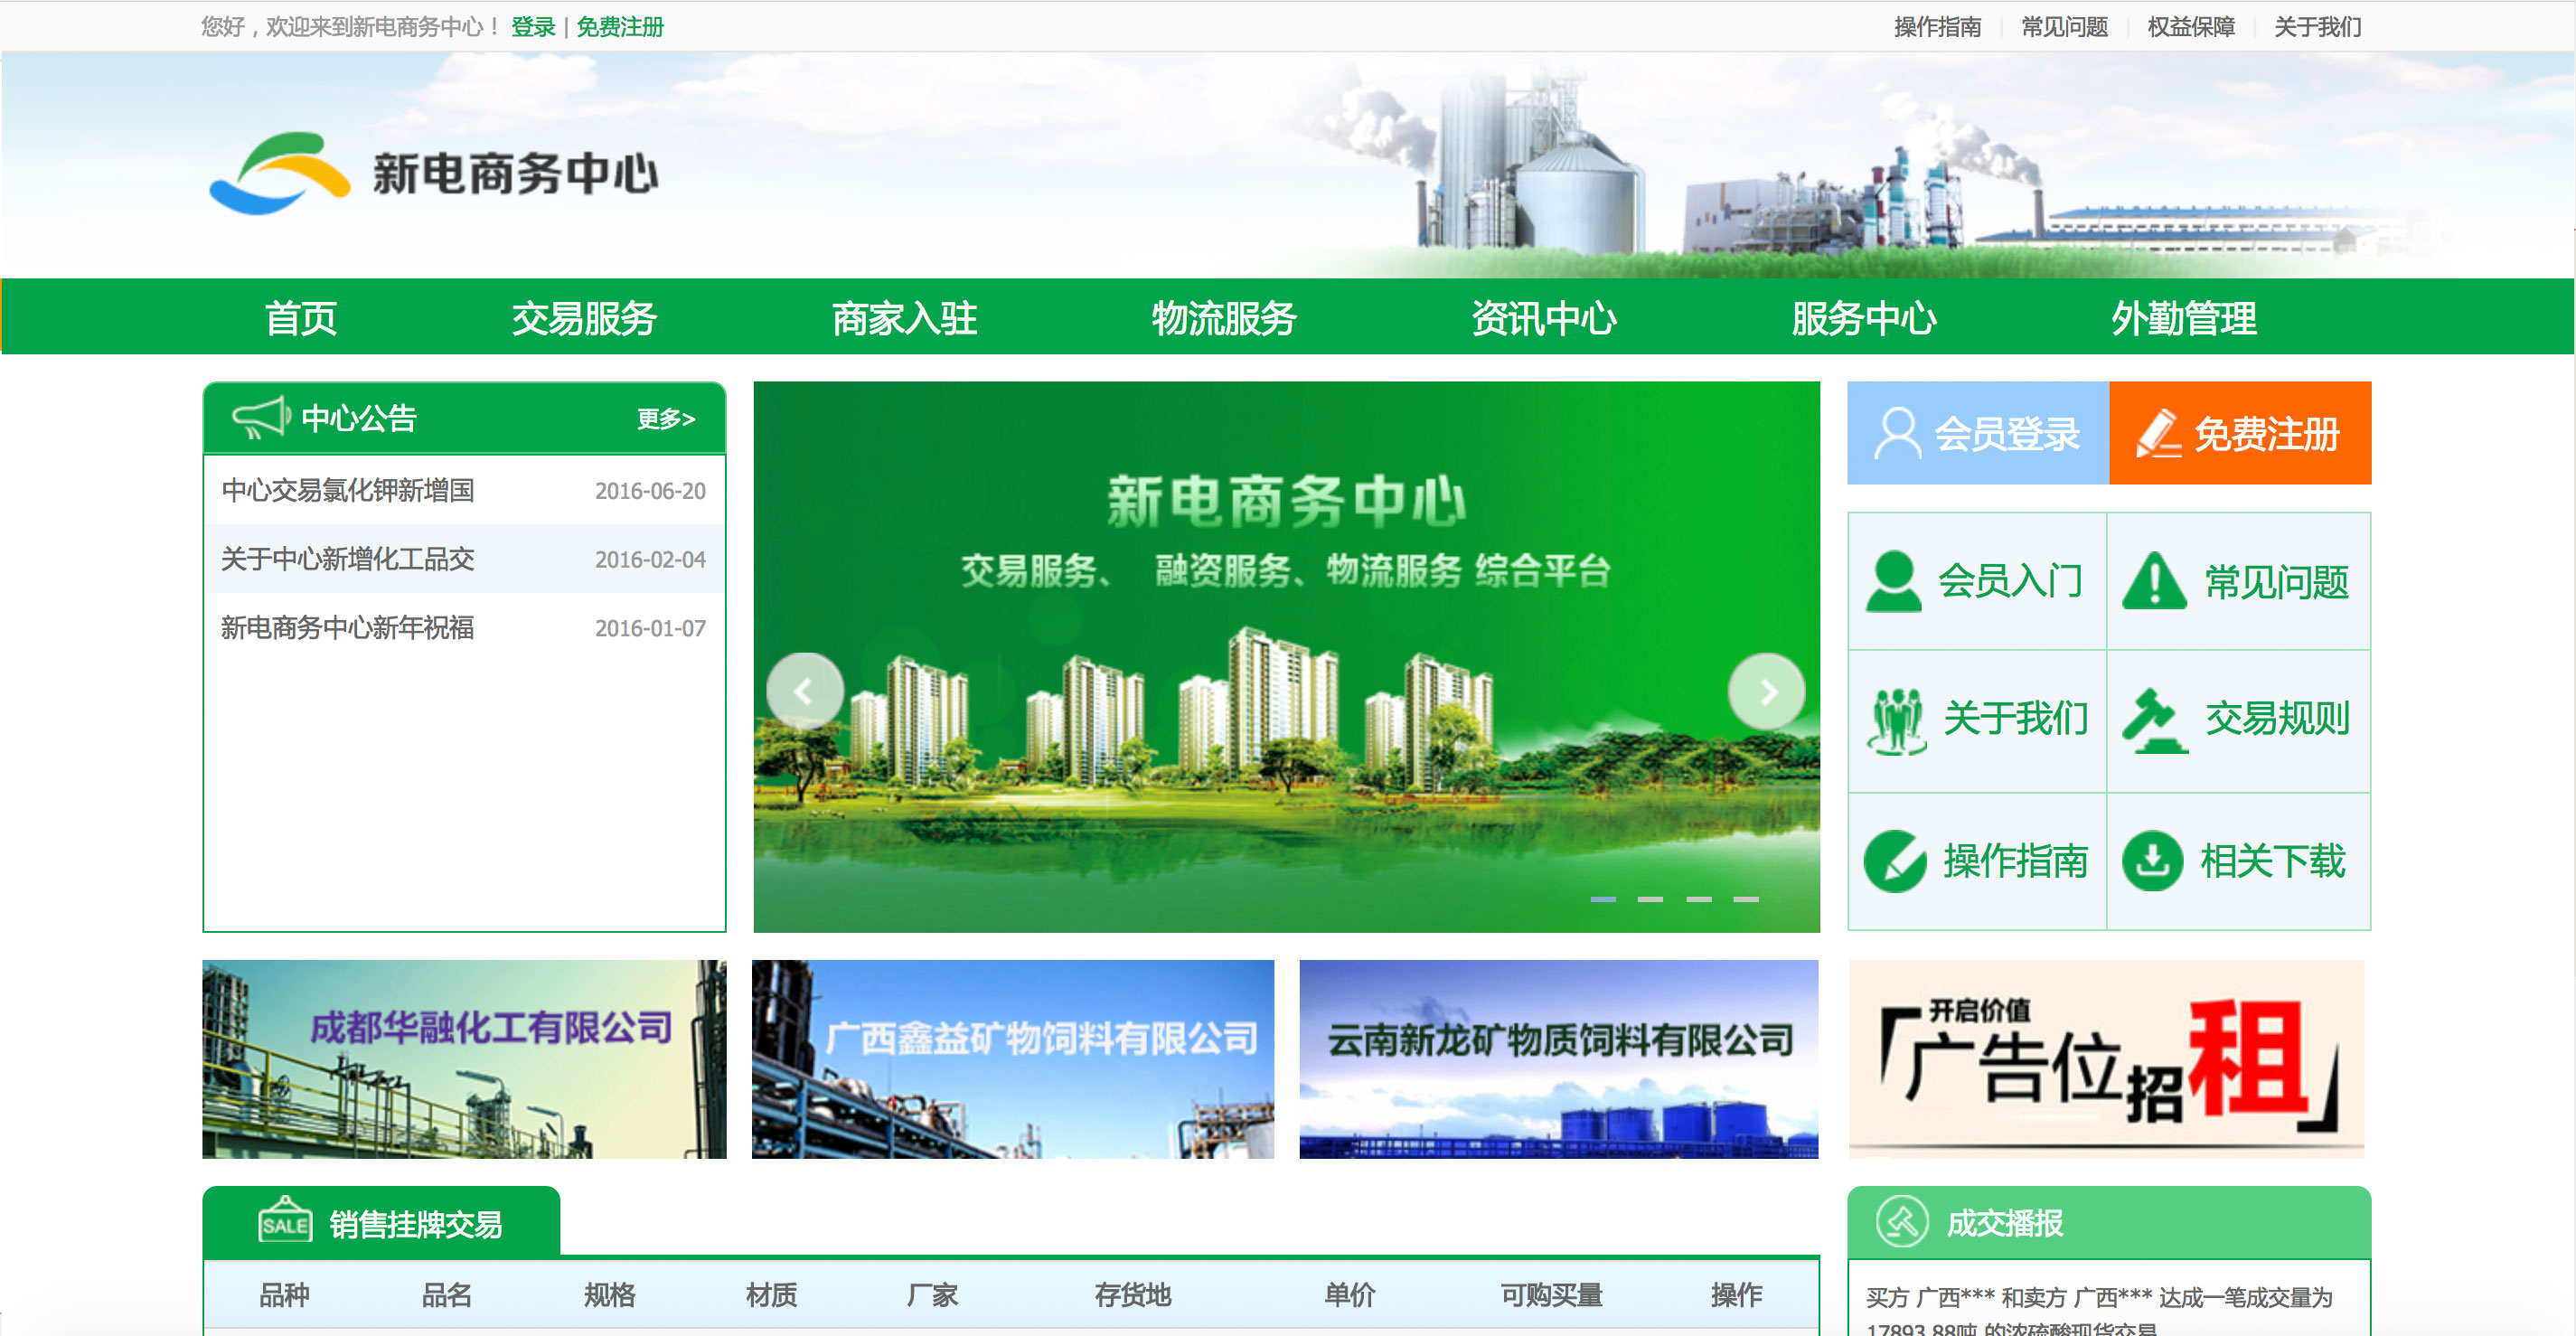 您好，欢迎来到新电商务中心！ 登录 | 免费注册
操作指南 常见问题 权益保障 关于我们
新电商务中心
首页 交易服务 商家入驻 物流服务 资讯中心 服务中心 外勤管理
中心公告 更多>
中心交易氯化钾新增国 2016-06-20
关于中心新增化工品交 2016-02-04
新电商务中心新年祝福 2016-01-07
新电商务中心
交易服务、 融资服务、物流服务 综合平台
会员登录 免费注册
会员入门 常见问题
关于我们 交易规则
操作指南 相关下载
成都华融化工有限公司
广西鑫益矿物饲料有限公司
云南新龙矿物质饲料有限公司
开启价值
广告位招租
SALE 销售挂牌交易
品种 品名 规格 材质 厂家 存货地 单价 可购买量 操作
成交播报
买方 广西*** 和卖方 广西*** 达成一笔成交量为
17893.88吨 的浓硫酸现货交易